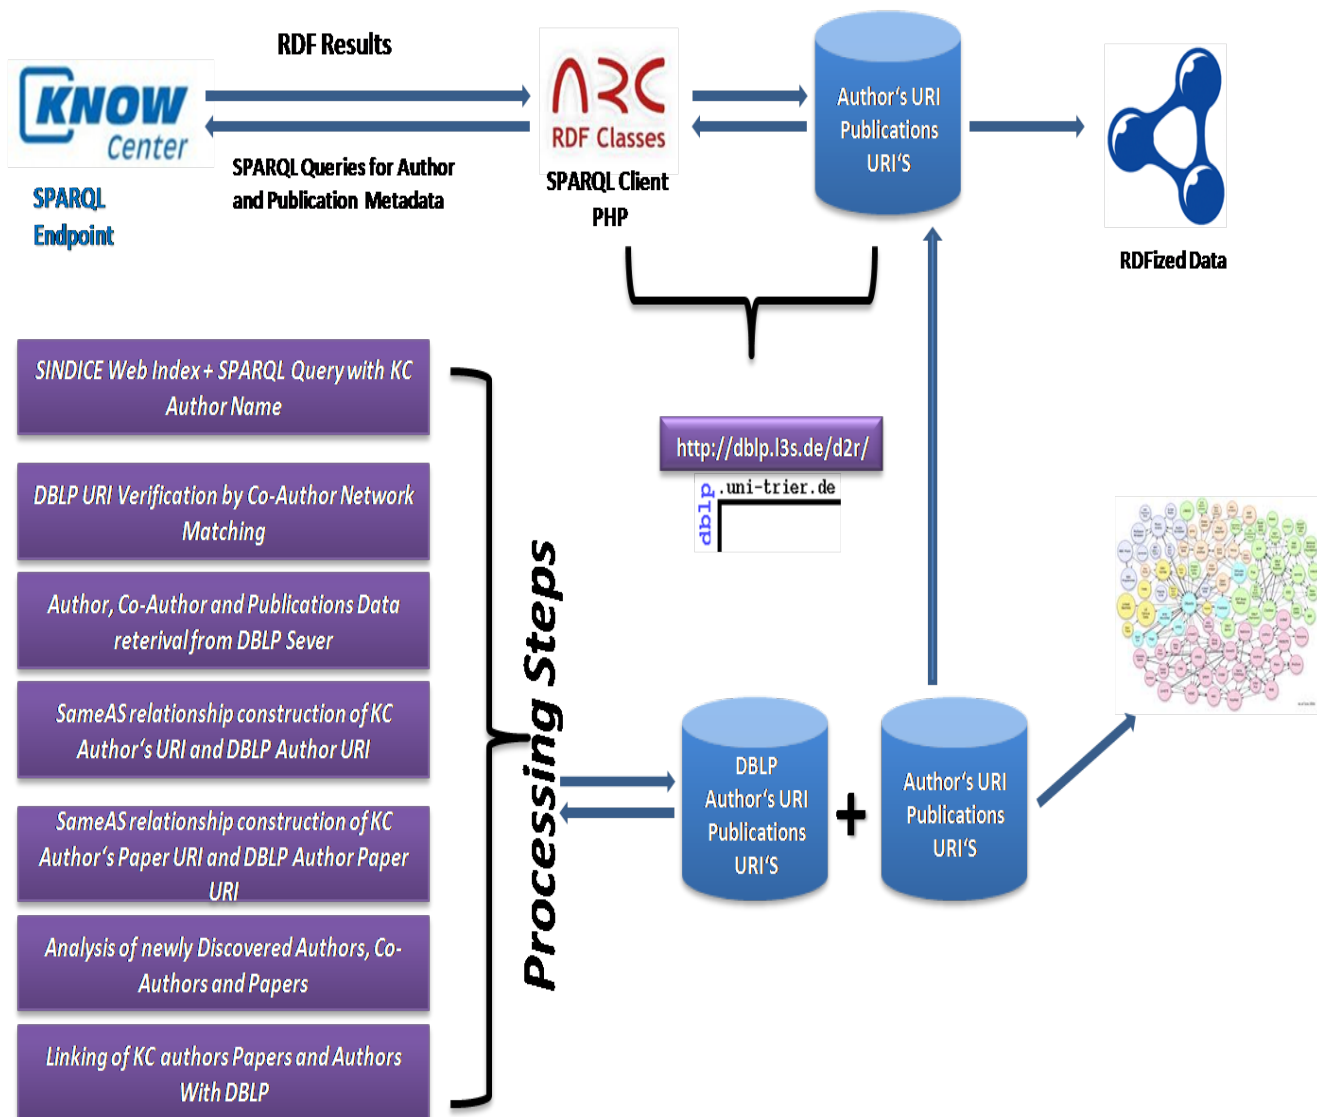 RDF Results
KNOW
Center
SPARQL
Endpoint
SPARQL Queries for Author
and Publication Metadata
ARC
RDF Classes
SPARQL Client
PHP
Author's URI
Publications
URI'S
RDFized Data
SINDICE Web Index + SPARQL Query with KC
Author Name
DBLP URI Verification by Co-Author Network
Matching
Author, Co-Author and Publications Data
reterival from DBLP Sever
SameAS relationship construction of KC
Author's URI and DBLP Author URI
SameAS relationship construction of KC
Author's Paper URI and DBLP Author Paper
URI
Analysis of newly Discovered Authors, Co-
Authors and Papers
Linking of KC authors Papers and Authors
With DBLP
Processing Steps
http://dblp.l3s.de/d2r/
dblp
.uni-trier.de
DBLP
Author's URI
Publications
URI'S
+
Author's URI
Publications
URI'S